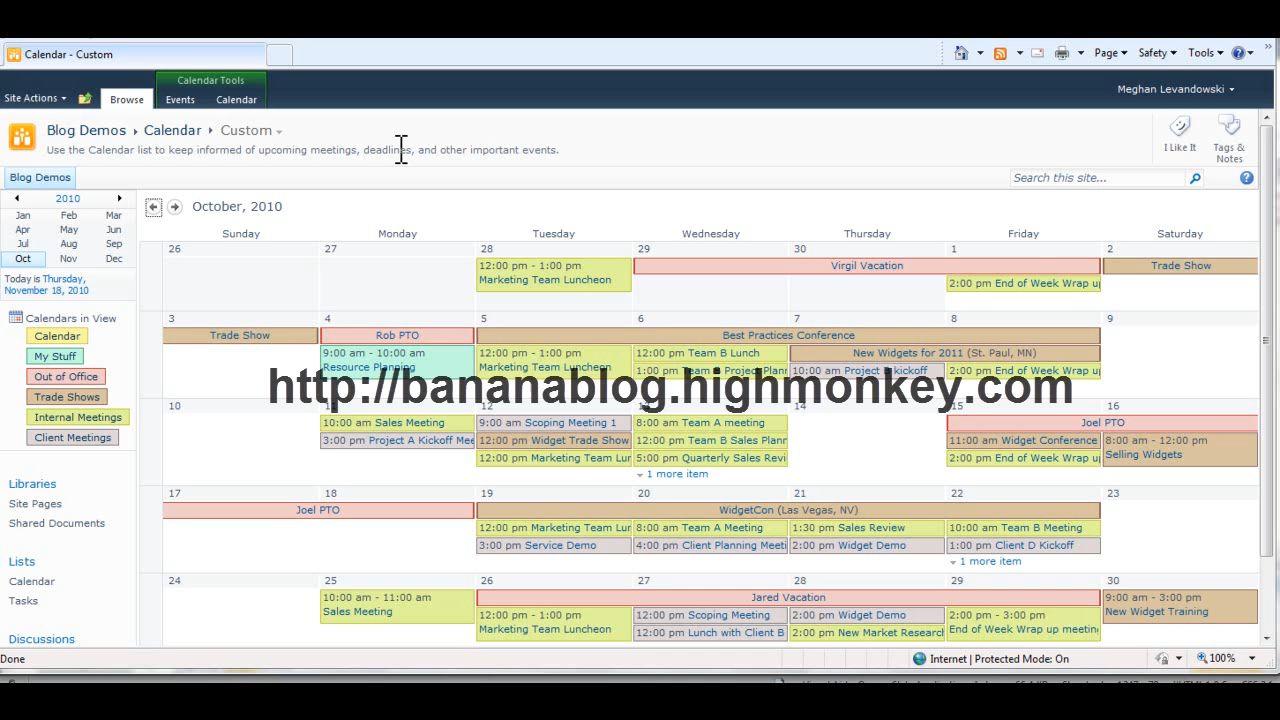 Calendar - Custom
Page Safety Tools
Calendar Tools
Site Actions Browse Events Calendar Meghan Levandowski
Blog Demos Calendar Custom
Use the Calendar list to keep informed of upcoming meetings, deadlines, and other important events.
I Like It Tags & Notes
Blog Demos Search this site...
2010
Jan Feb Mar
Apr May Jun
Jul Aug Sep
Oct Nov Dec
Today is Thursday,
November 18, 2010
Calendars in View
Calendar
My Stuff
Out of Office
Trade Shows
Internal Meetings
Client Meetings
Libraries
Site Pages
Shared Documents
Lists
Calendar
Tasks
Discussions
October, 2010
Sunday Monday Tuesday Wednesday Thursday Friday Saturday
26 27 28 29 30 1 2
12:00 pm - 1:00 pm Virgil Vacation Trade Show
Marketing Team Luncheon 2:00 pm End of Week Wrap u
3 4 5 6 7 8 9
Trade Show Rob PTO Best Practices Conference
9:00 am - 10:00 am 12:00 pm - 1:00 pm 12:00 pm Team B Lunch New Widgets for 2011 (St. Paul, MN)
Resource Planning Marketing Team Luncheon 1:00 pm Team B Project Plan 10:00 am Project B kickoff 2:00 pm End of Week Wrap u
http://bananablog.highmonkey.com
10 12 13 14 15 16
10:00 am Sales Meeting 9:00 am Scoping Meeting 1 8:00 am Team A meeting Joel PTO
3:00 pm Project A Kickoff Mee 12:00 pm Widget Trade Show 12:00 pm Team B Sales Plan 11:00 am Widget Conference 8:00 am - 12:00 pm
Selling Widgets
12:00 pm Marketing Team Lu 5:00 pm Quarterly Sales Revi 2:00 pm End of Week Wrap u
1 more item
17 18 19 20 21 22 23
Joel PTO WidgetCon (Las Vegas, NV)
12:00 pm Marketing Team Lur 8:00 am Team A Meeting 1:30 pm Sales Review 10:00 am Team B Meeting
3:00 pm Service Demo 4:00 pm Client Planning Meeti 2:00 pm Widget Demo 1:00 pm Client D Kickoff
1 more item
24 25 26 27 28 29 30
10:00 am - 11:00 am Jared Vacation 9:00 am - 3:00 pm
Sales Meeting New Widget Training
12:00 pm - 1:00 pm 12:00 pm Scoping Meeting 2:00 pm Widget Demo 2:00 pm - 3:00 pm
Marketing Team Luncheon 12:00 pm Lunch with Client B 2:00 pm New Market Research End of Week Wrap up meetin
Done Internet | Protected Mode: On 100%